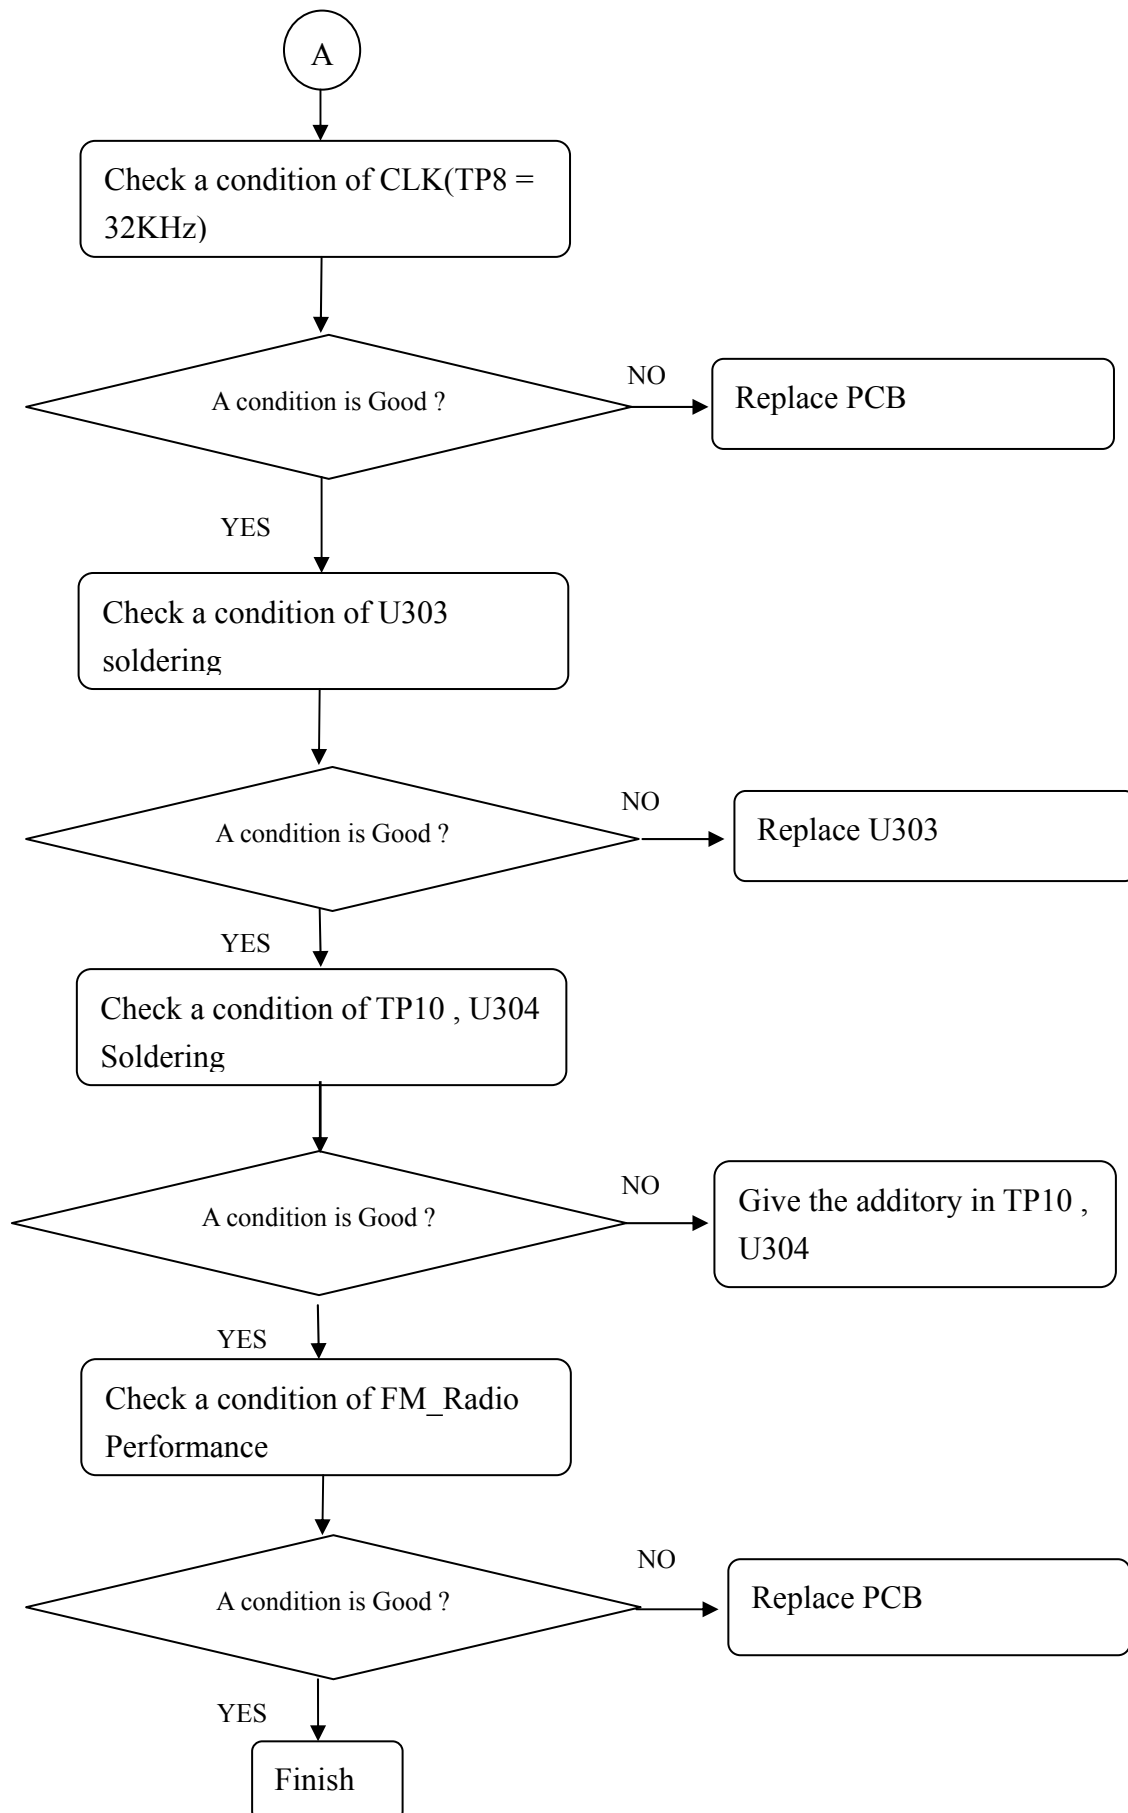 A
Check a condition of CLK(TP8 =
32KHz)
A condition is Good ?
NO
Replace PCB
YES
Check a condition of U303
soldering
A condition is Good ?
NO
Replace U303
YES
Check a condition of TP10 , U304
Soldering
A condition is Good ?
NO
Give the additory in TP10 ,
U304
YES
Check a condition of FM_Radio
Performance
A condition is Good ?
NO
Replace PCB
YES
Finish